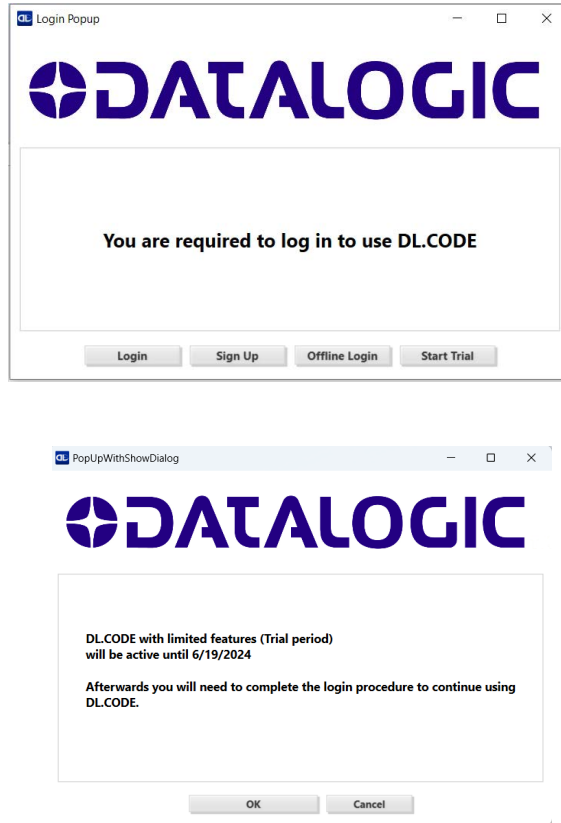 Login Popup
DATALOGIC
You are required to log in to use DL.CODE
Login Sign Up Offline Login Start Trial
PopUpWithShowDialog
DATALOGIC
DL.CODE with limited features (Trial period)
will be active until 6/19/2024
Afterwards you will need to complete the login procedure to continue using
DL.CODE.
OK Cancel